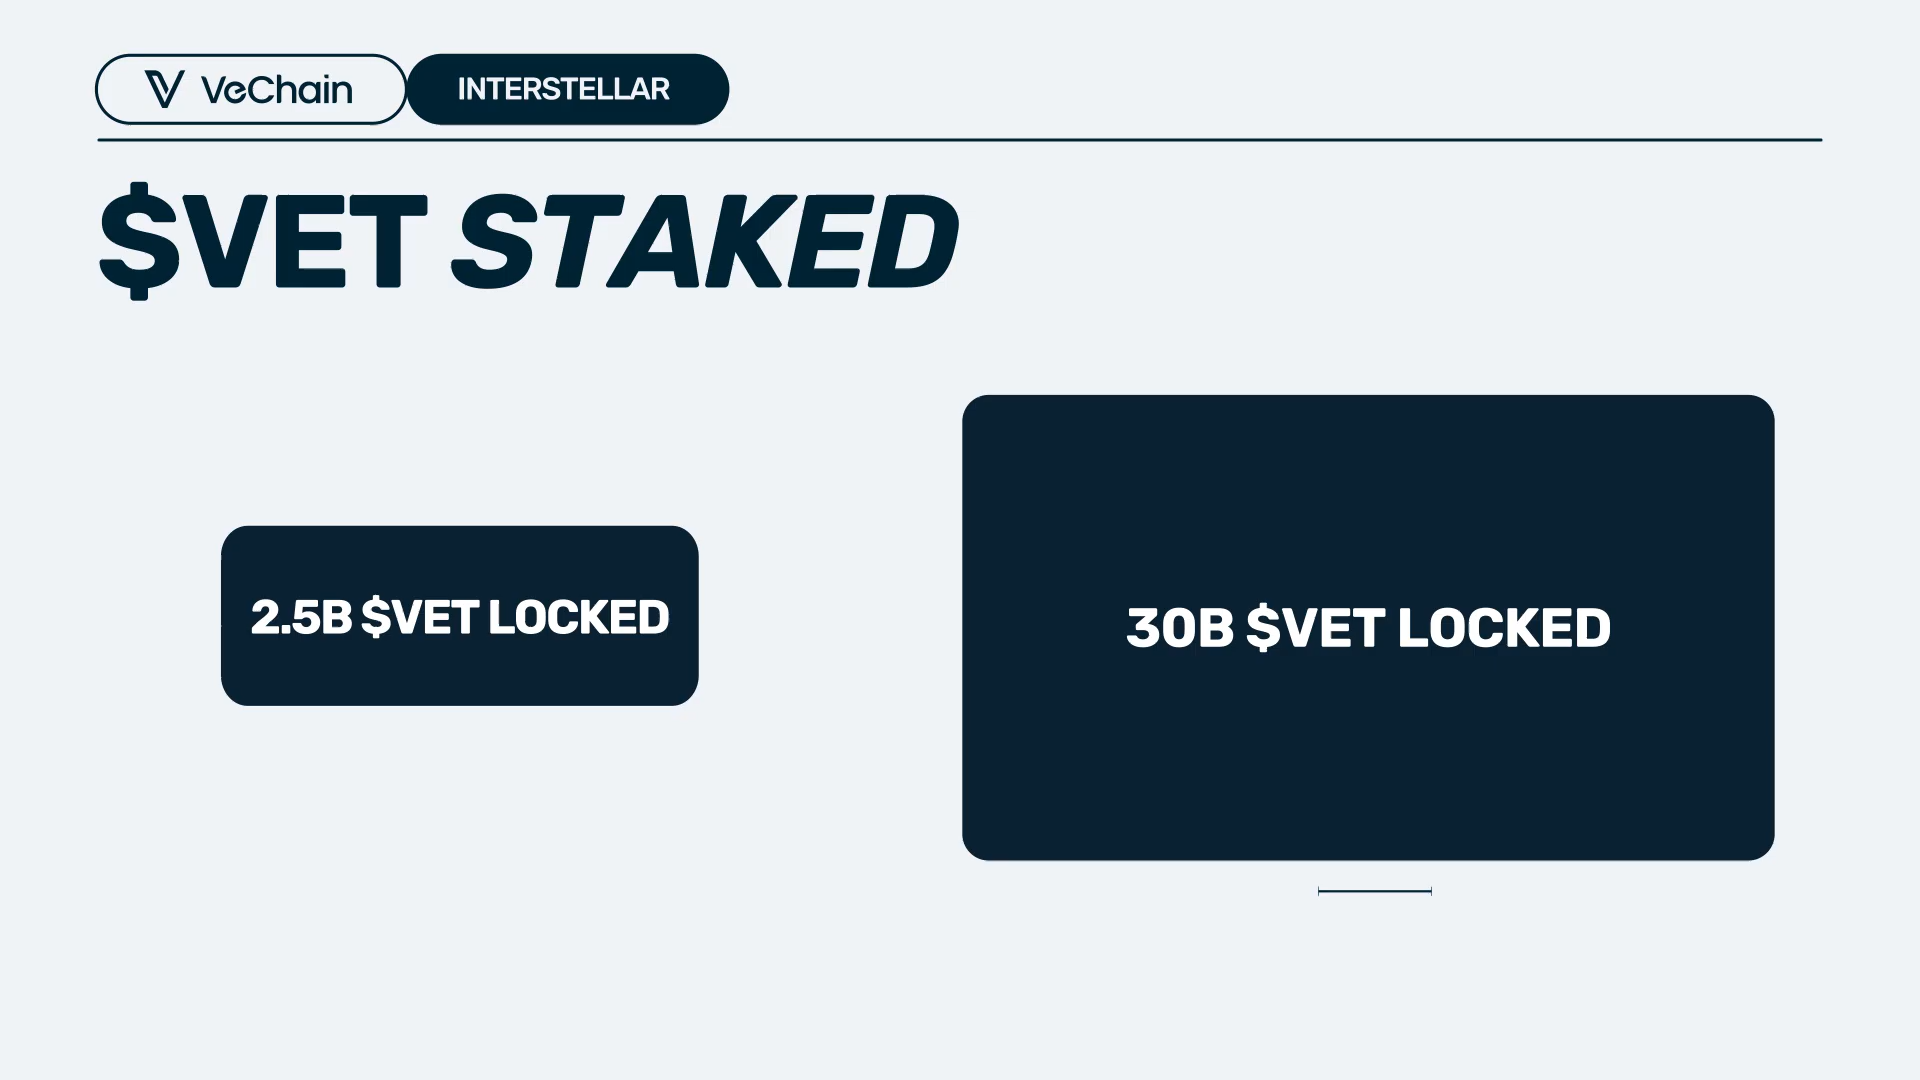 VeChain
INTERSTELLAR
$VET STAKED
2.5B $VET LOCKED
30B $VET LOCKED